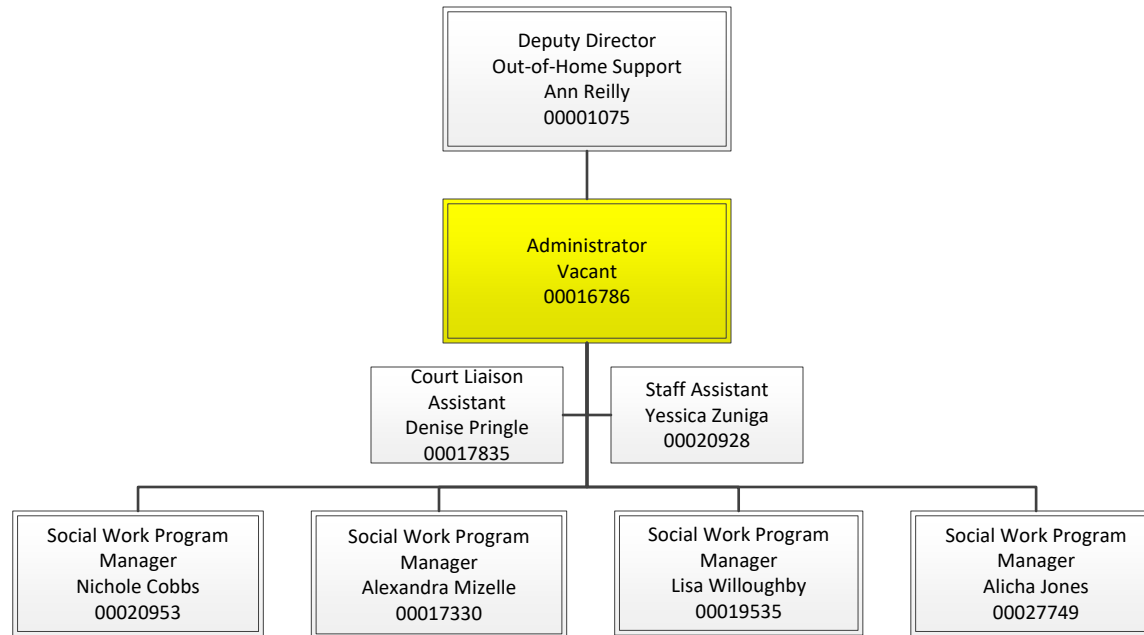 Deputy Director
Out-of-Home Support
Ann Reilly
00001075
Administrator
Vacant
00016786
Court Liaison
Assistant
Denise Pringle
00017835
Staff Assistant
Yessica Zuniga
00020928
Social Work Program
Manager
Nichole Cobbs
00020953
Social Work Program
Manager
Alexandra Mizelle
00017330
Social Work Program
Manager
Lisa Willoughby
00019535
Social Work Program
Manager
Alicha Jones
00027749